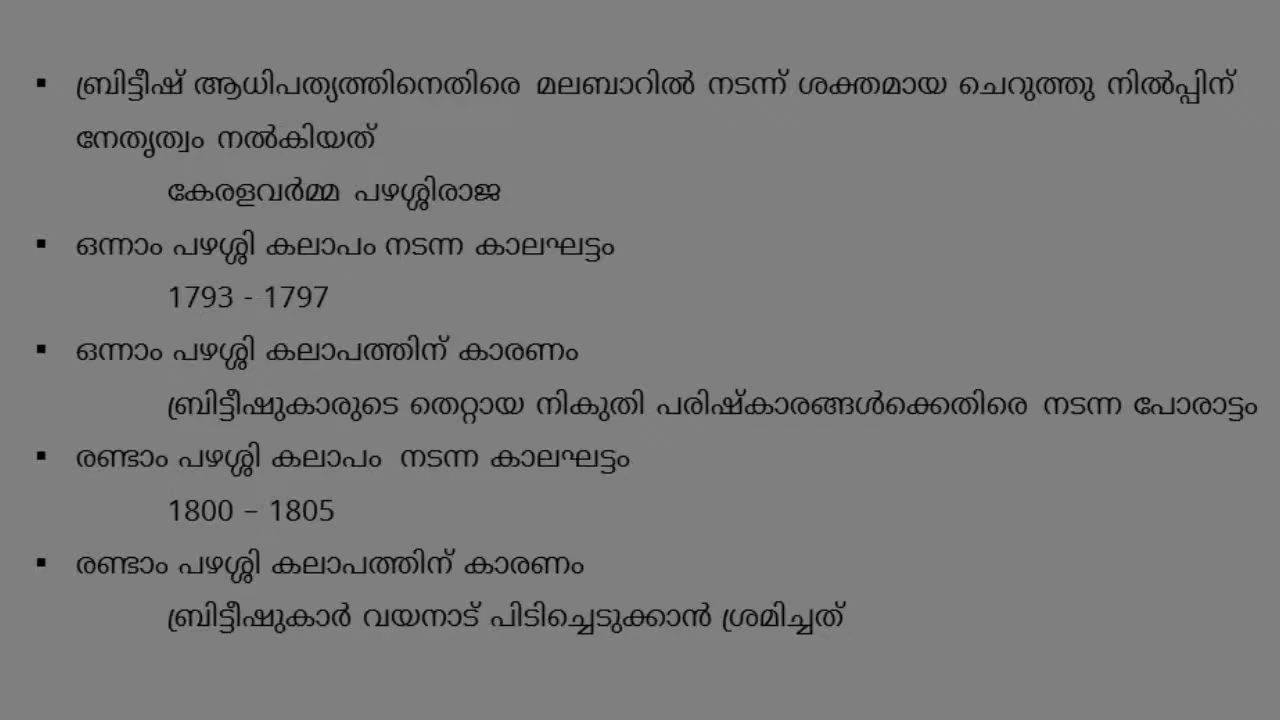 ▪ ബ്രിട്ടീഷ് ആധിപത്യത്തിനെതിരെ മലബാറിൽ നടന്ന് ശക്തമായ ചെറുത്തു നിൽപ്പിന്
നേതൃത്വം നൽകിയത്
കേരളവർമ്മ പഴശ്ശിരാജ
▪ ഒന്നാം പഴശ്ശി കലാപം നടന്ന കാലഘട്ടം
1793 - 1797
▪ ഒന്നാം പഴശ്ശി കലാപത്തിന് കാരണം
ബ്രിട്ടീഷുകാരുടെ തെറ്റായ നികുതി പരിഷ്കാരങ്ങൾക്കെതിരെ നടന്ന പോരാട്ടം
▪ രണ്ടാം പഴശ്ശി കലാപം നടന്ന കാലഘട്ടം
1800 – 1805
▪ രണ്ടാം പഴശ്ശി കലാപത്തിന് കാരണം
ബ്രിട്ടീഷുകാർ വയനാട് പിടിച്ചെടുക്കാൻ ശ്രമിച്ചത്